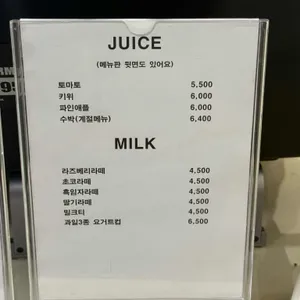 JUICE
(메뉴판 뒷면도 있어요)
토마토 5,500
키위 6,000
파인애플 6,000
수박(계절메뉴) 6,400
MILK
라즈베리라떼 4,500
초코라떼 4,500
흑임자라떼 4,500
딸기라떼 4,500
밀크티 4,500
과일3종 요거트컵 6,500